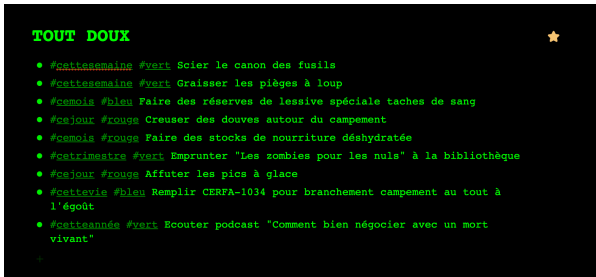 TOUT DOUX
#cettesemaine #vert Scier le canon des fusils
#cettesemaine #vert Graisser les pièges à loup
#cemois #bleu Faire des réserves de lessive spéciale taches de sang
#cejour #rouge Creuser des douves autour du campement
#cemois #rouge Faire des stocks de nourriture déshydratée
#cetrimestre #vert Emprunter "Les zombies pour les nuls" à la bibliothèque
#cejour #rouge Affuter les pics à glace
#cettevie #bleu Remplir CERFA-1034 pour branchement campement au tout à
l'égoût
#cetteannée #vert Ecouter podcast "Comment bien négocier avec un mort
vivant"